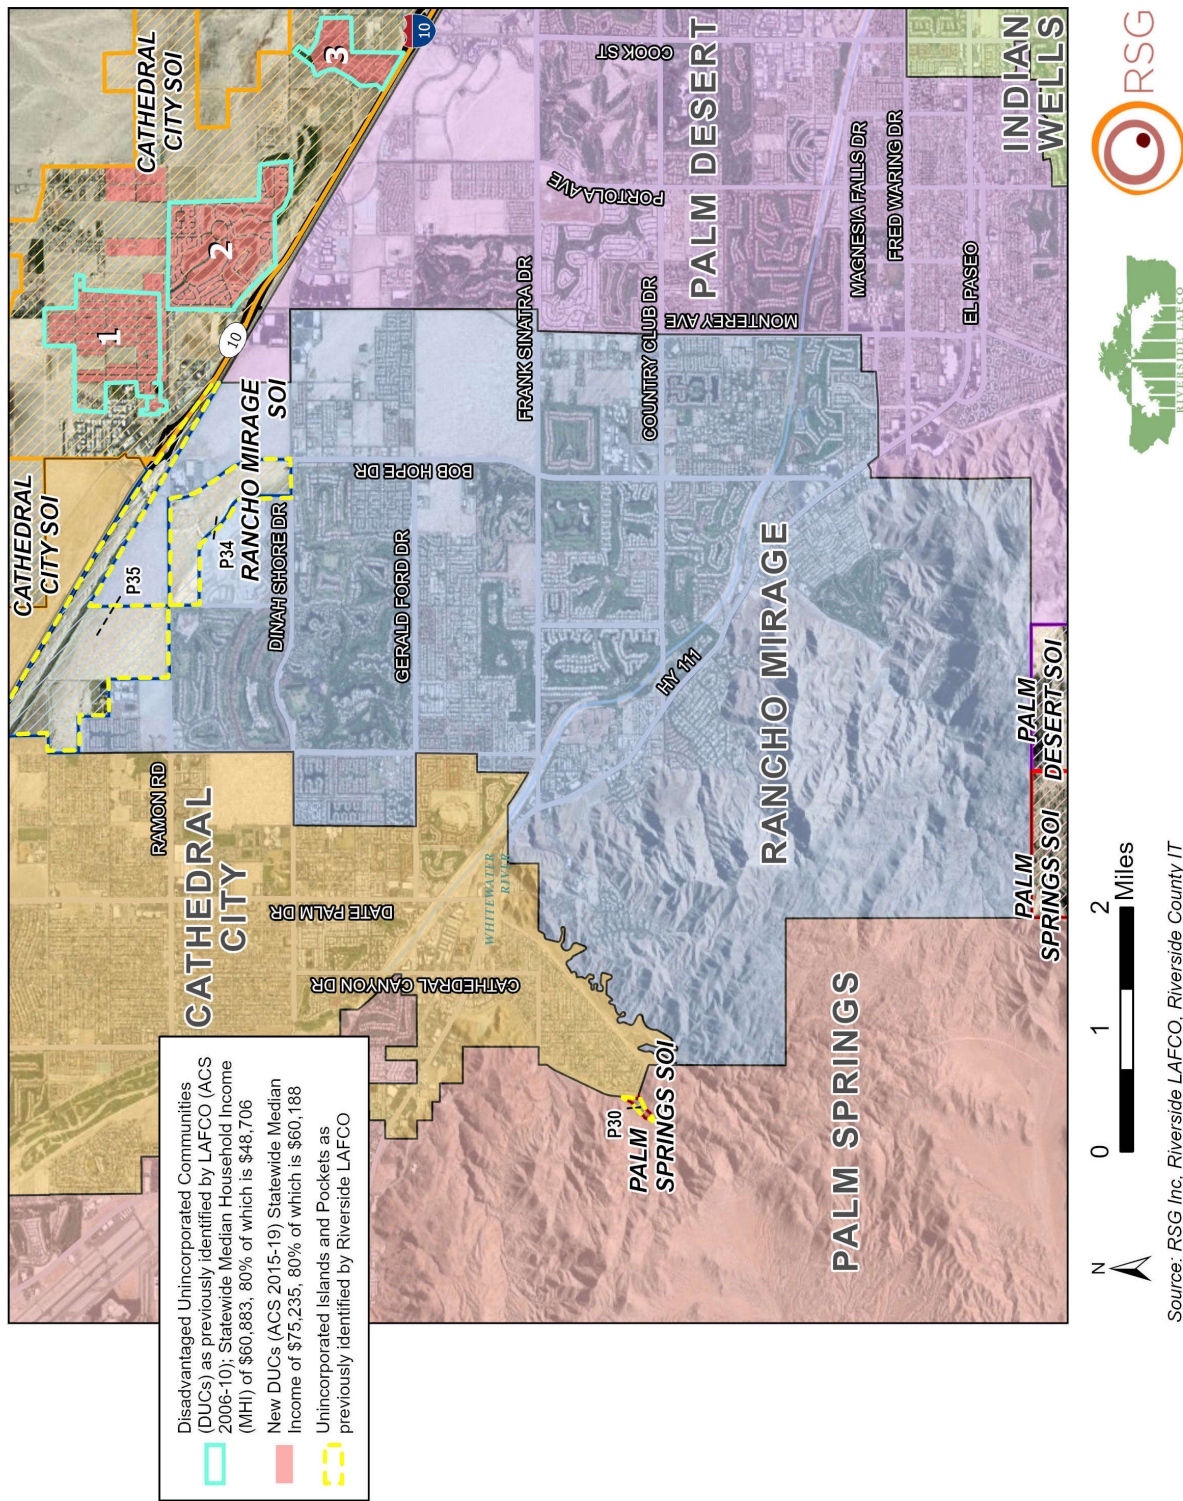 Disadvantaged Unincorporated Communities
(DUCs) as previously identified by LAFCO (ACS
2006-10); Statewide Median Household Income
(MHI) of $60,883, 80% of which is $48,706
New DUCs (ACS 2015-19) Statewide Median
Income of $75,235, 80% of which is $60,188
Unincorporated Islands and Pockets as
previously identified by Riverside LAFCO
CATHEDRAL
CITY SOI
CATHEDRAL
CITY SOI
1
2
3
10
10
P35
P34
RANCHO MIRAGE
SOI
RAMON RD
CATHEDRAL
CITY
DINAH SHORE DR
DATE PALM DR
BOB HOPE DR
GERALD FORD DR
CATHEDRAL CANYON DR
WHITEWATER
RIVER
FRANK SINATRA DR
PORTOLA AVE
COOK ST
COUNTRY CLUB DR
MONTEREY AVE
PALM DESERT
HY 111
P30
PALM
SPRINGS SOI
RANCHO MIRAGE
MAGNESIA FALLS DR
FRED WARING DR
EL PASEO
INDIAN
WELLS
PALM SPRINGS
PALM
SPRINGS SOI
PALM
DESERT SOI
N
0 1 2
Miles
Source: RSG Inc, Riverside LAFCO, Riverside County IT
RIVERSIDE LAFCO
RSG